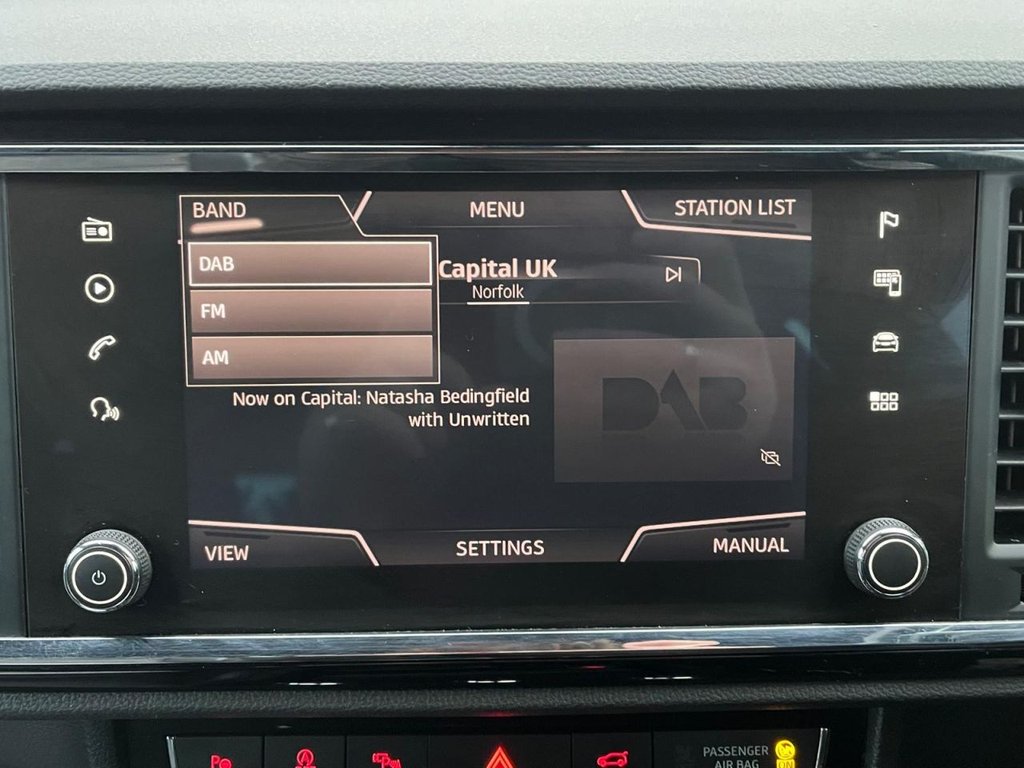 BAND
MENU
STATION LIST
DAB
Capital UK
Norfolk
FM
AM
Now on Capital: Natasha Bedingfield
with Unwritten
DAB
VIEW
SETTINGS
MANUAL
PASSENGER
AIR BAG
ON